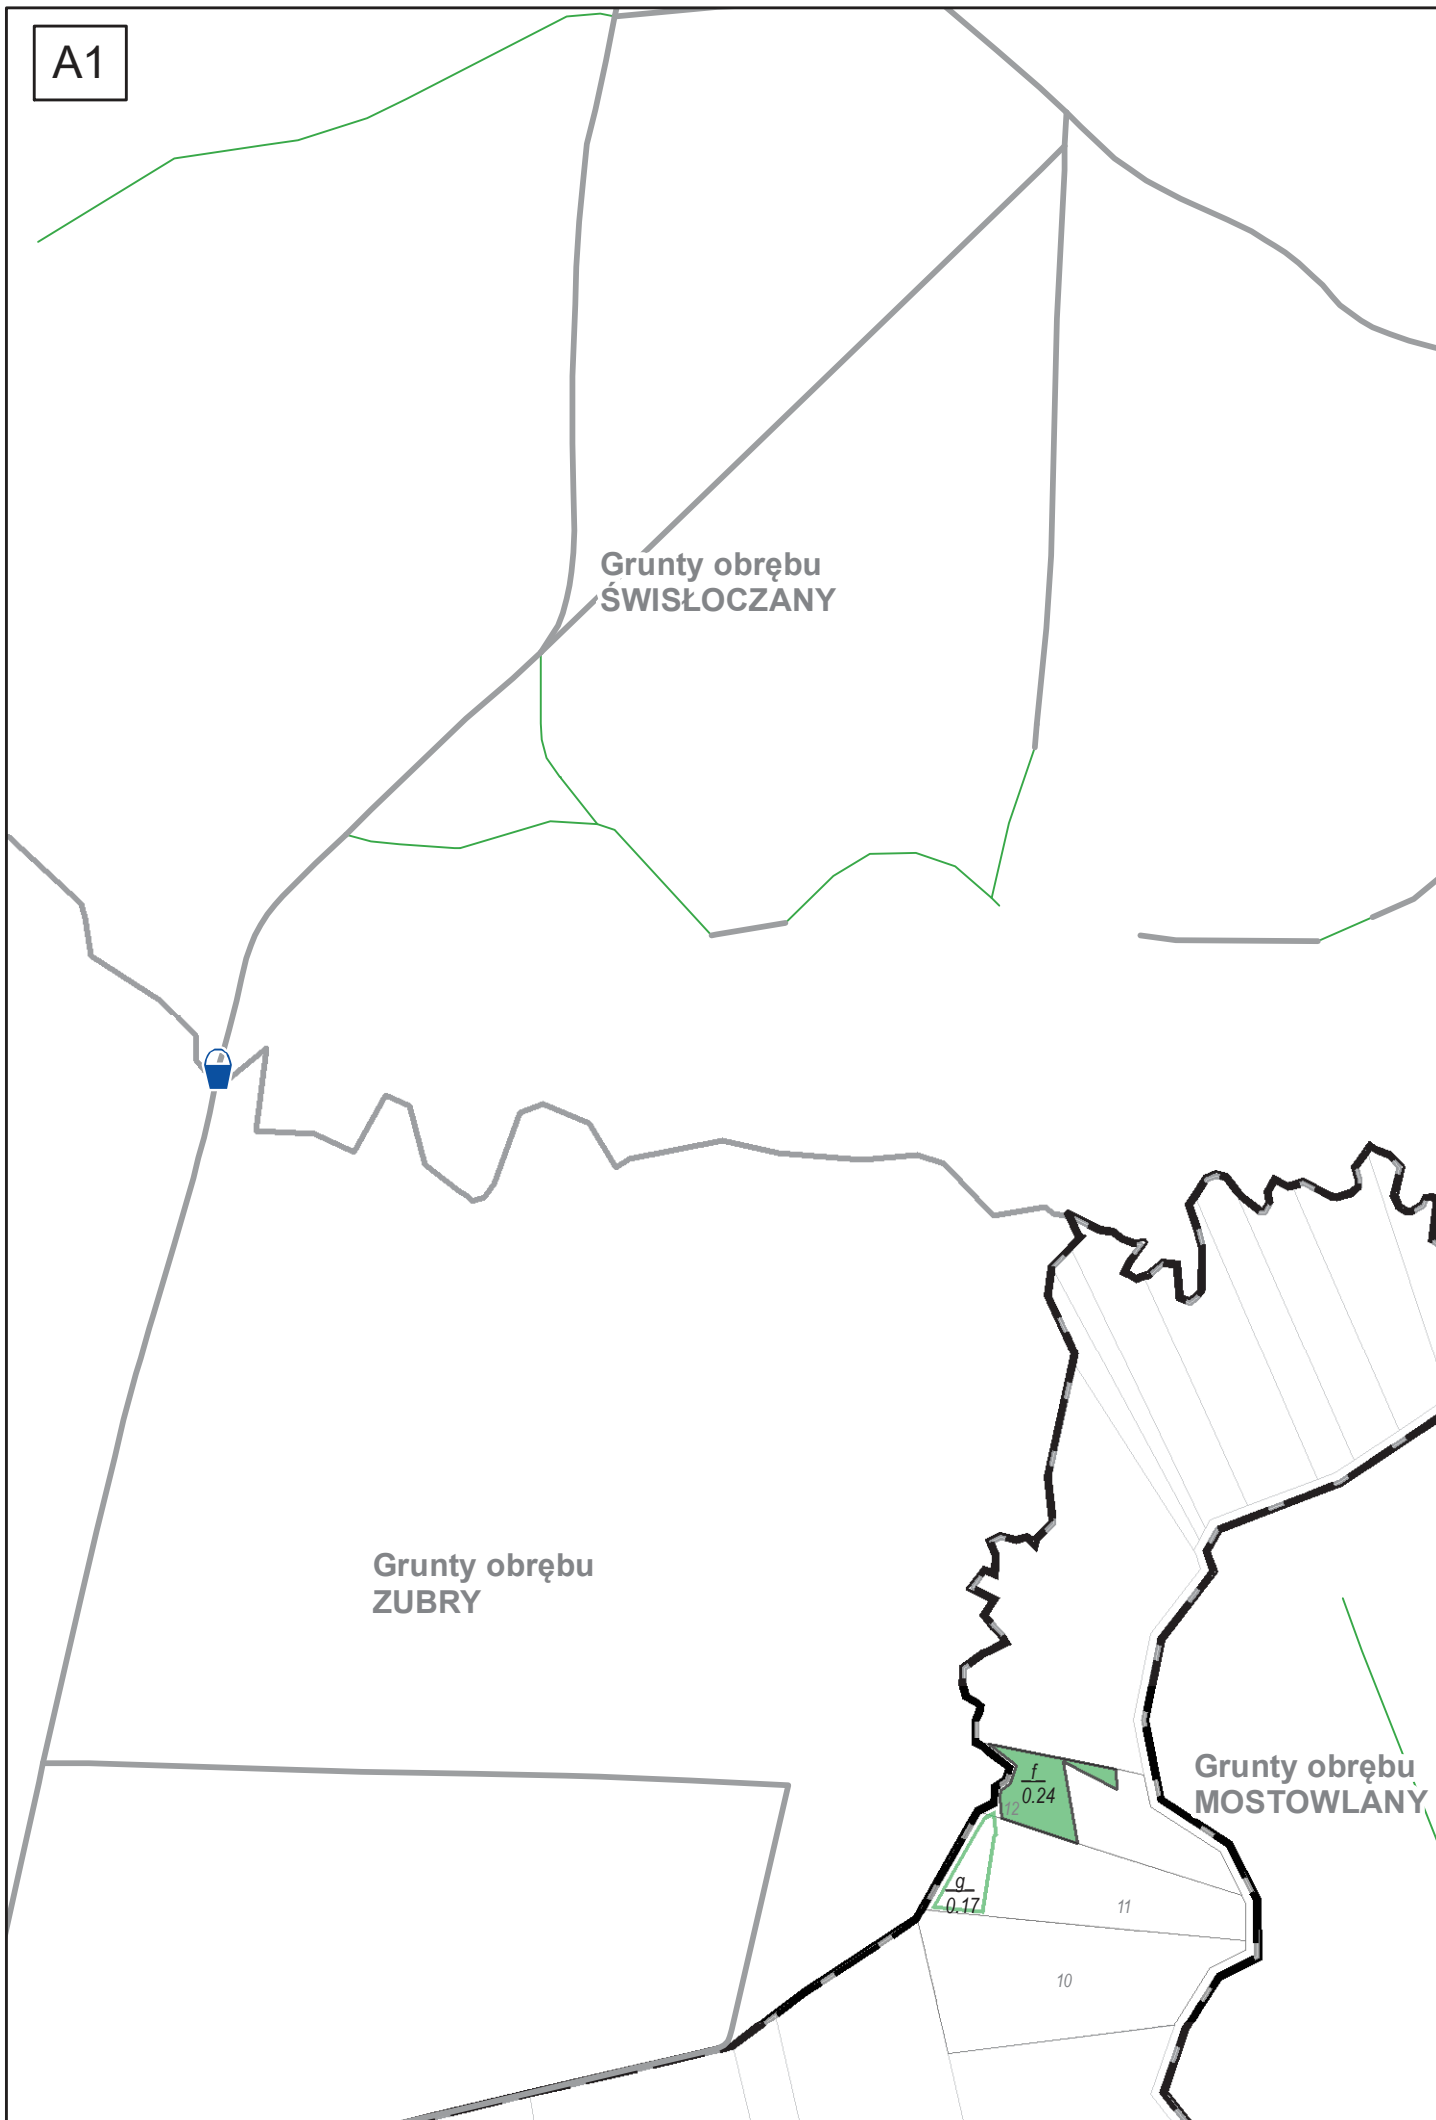 A1
Grunty obrębu
ŚWISŁOCZANY
Grunty obrębu
ZUBRY
Grunty obrębu
MOSTOWLANY
f
0.24
12
g
0.17
11
10